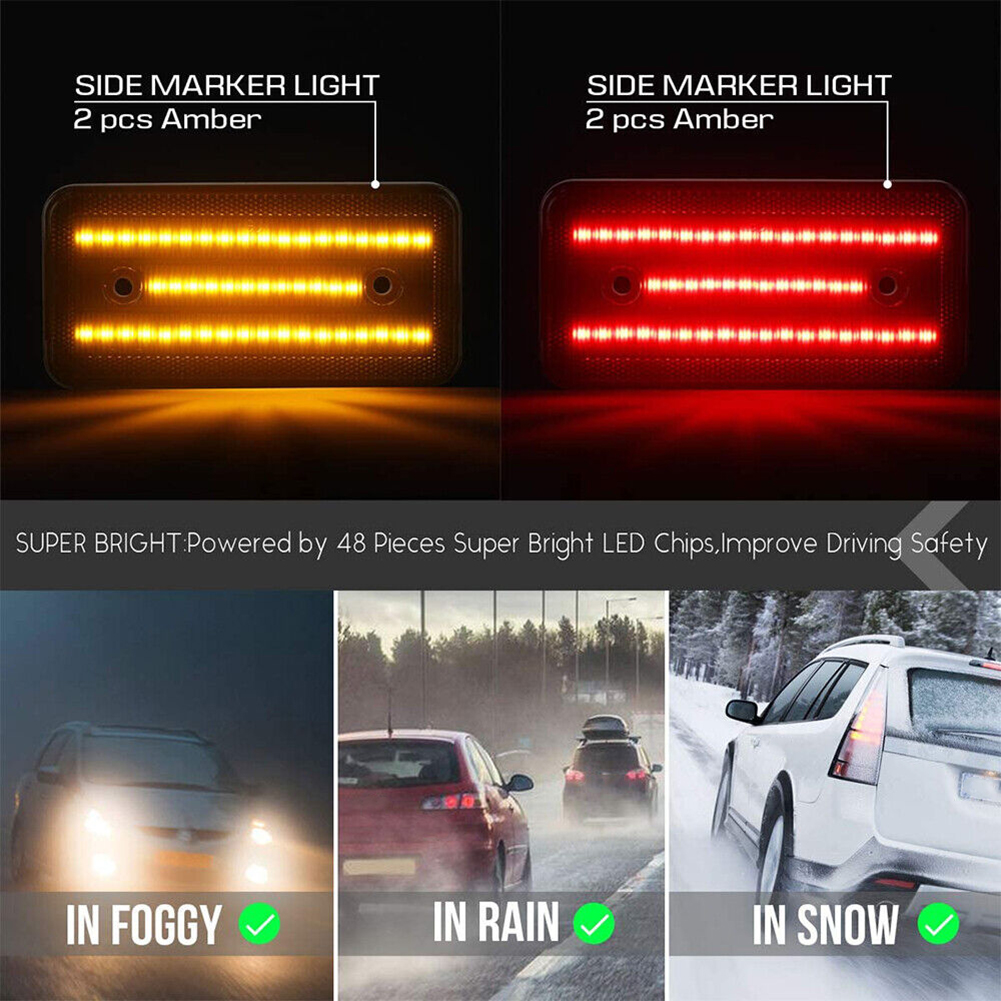 SIDE MARKER LIGHT
2 pcs Amber
SIDE MARKER LIGHT
2 pcs Amber
SUPER BRIGHT:Powered by 48 Pieces Super Bright LED Chips,Improve Driving Safety
IN FOGGY
IN RAIN
IN SNOW